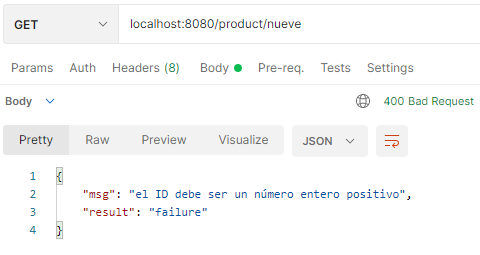 GET localhost:8080/product/nueve
Params Auth Headers (8) Body Pre-req. Tests Settings
Body 400 Bad Request
Pretty Raw Preview Visualize JSON
1 {
2 "msg": "el ID debe ser un número entero positivo",
3 "result": "failure"
4 }